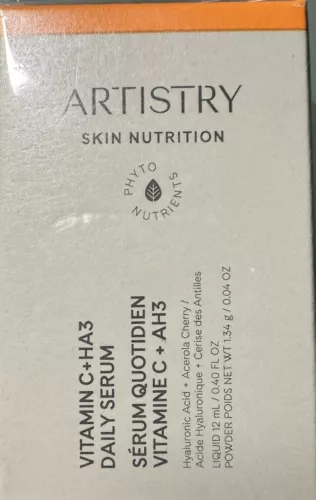 ARTISTRY
SKIN NUTRITION
PHYTO
NUTRIENTS
VITAMIN C+HA3
DAILY SERUM
SÉRUM QUOTIDIEN
VITAMINE C + AH3
Hyaluronic Acid + Acerola Cherry /
Acide Hyaluronique + Cerise des Antilles
LIQUID 12 mL / 0.40 FL OZ
POWDER POIDS NET WT 1.34 g / 0.04 OZ